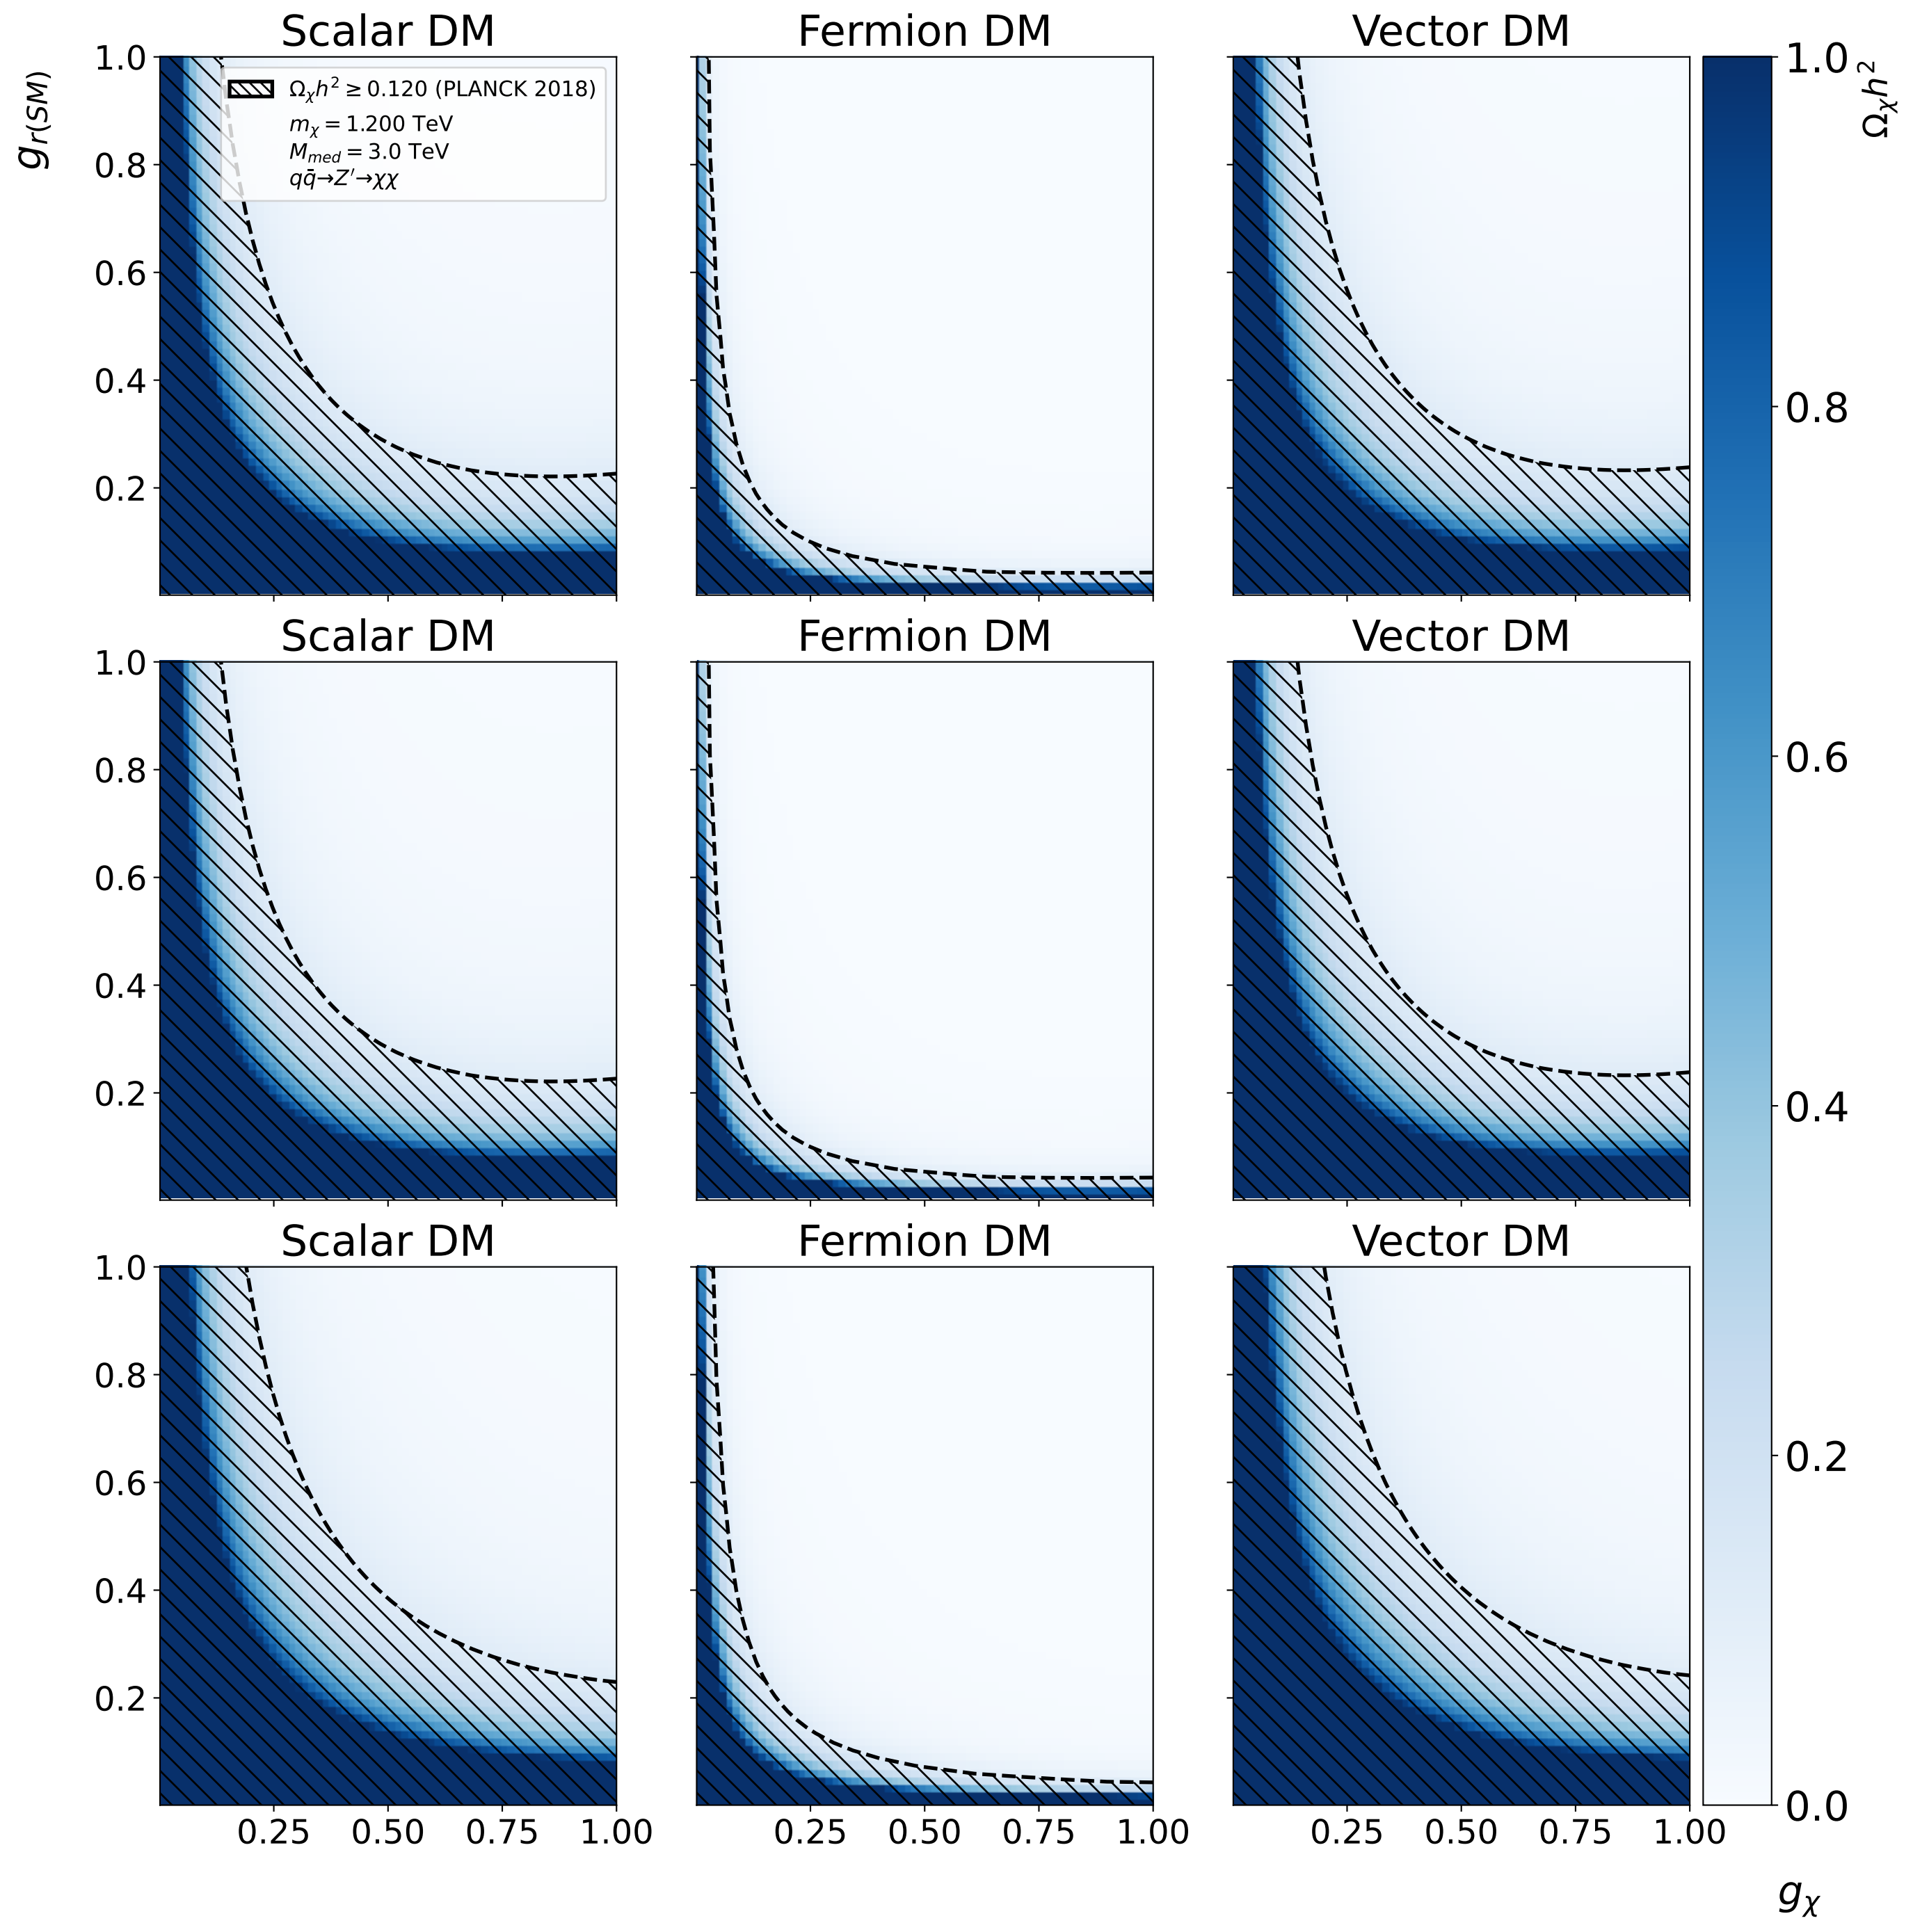 Scalar DM
Fermion DM
Vector DM
g_r(SM)
1.0
0.8
0.6
0.4
0.2
Ω_χh² ≥ 0.120 (PLANCK 2018)
m_χ = 1.200 TeV
M_med = 3.0 TeV
qq̄→Z′→χχ
Scalar DM
Fermion DM
Vector DM
1.0
0.8
0.6
0.4
0.2
Scalar DM
Fermion DM
Vector DM
1.0
0.8
0.6
0.4
0.2
0.25 0.50 0.75 1.00
0.25 0.50 0.75 1.00
0.25 0.50 0.75 1.00
g_χ
1.0
0.8
0.6
0.4
0.2
0.0
Ω_χh²